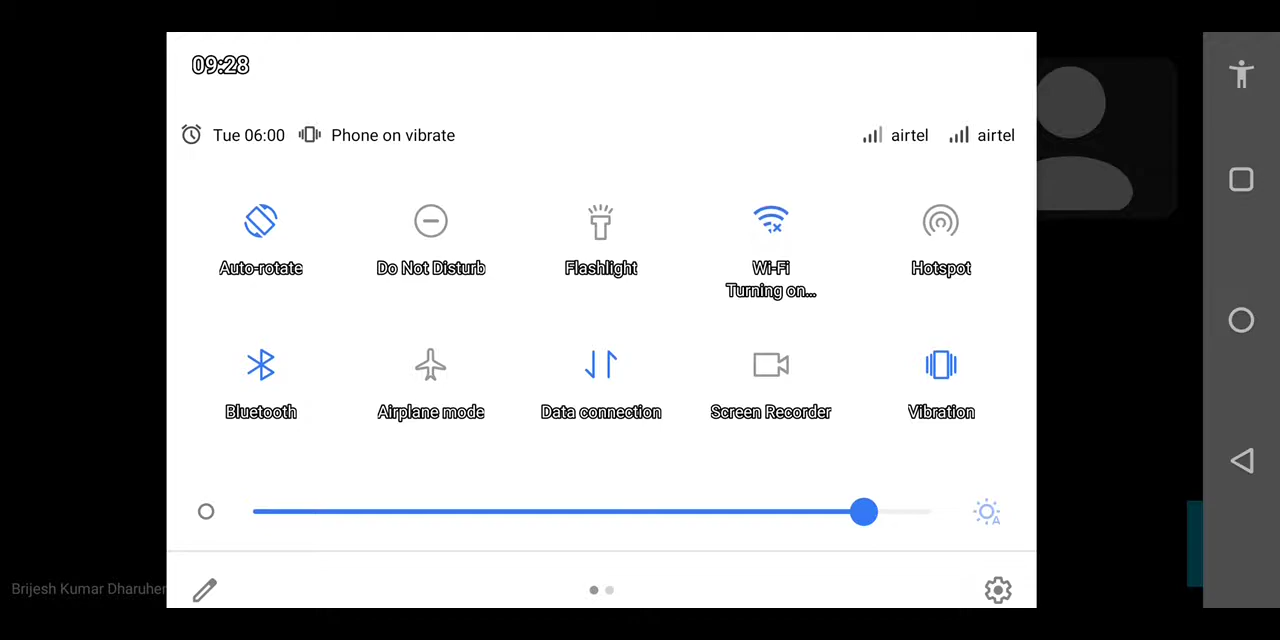 09:28
Tue 06:00 Phone on vibrate airtel airtel
Auto-rotate Do Not Disturb Flashlight Wi-Fi Hotspot
Turning on...
Bluetooth Airplane mode Data connection Screen Recorder Vibration
A
Brijesh Kumar Dharuher